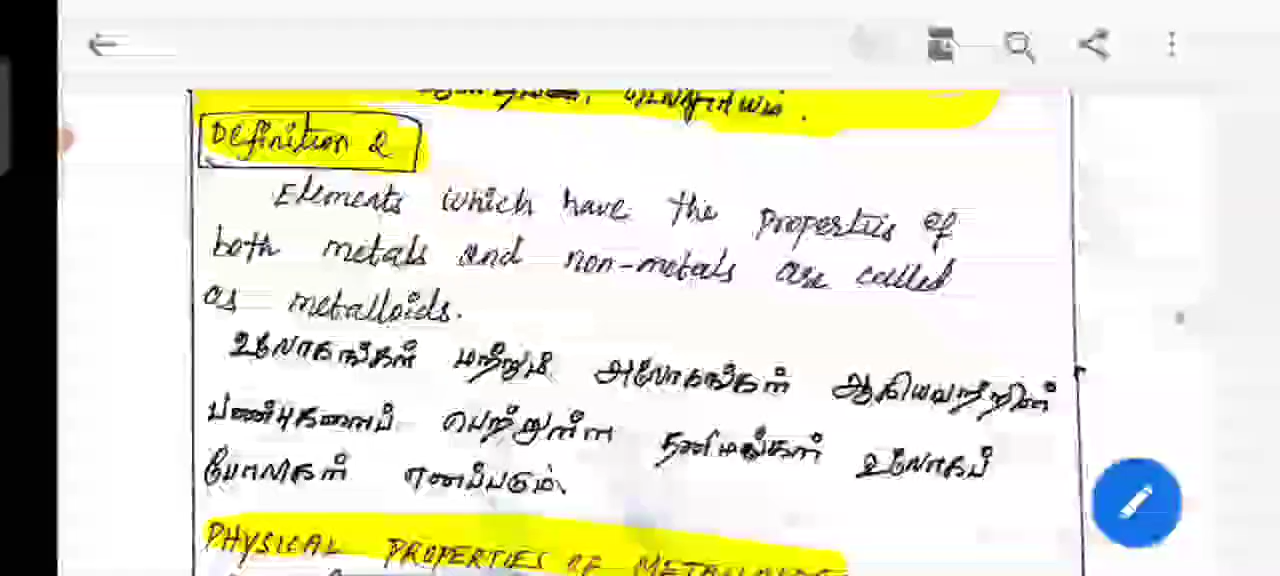 Definition 2
Elements which have the Properties of
both metals and non-metals are called
as metalloids.
உலோகங்கள் மற்றும் அலோகங்கள் ஆகியவற்றின்
பண்புகளைப் பெற்றுள்ள தனிமங்கள் உலோகப்
போலிகள் எனப்படும்.
PHYSICAL PROPERTIES OF METALLOIDS